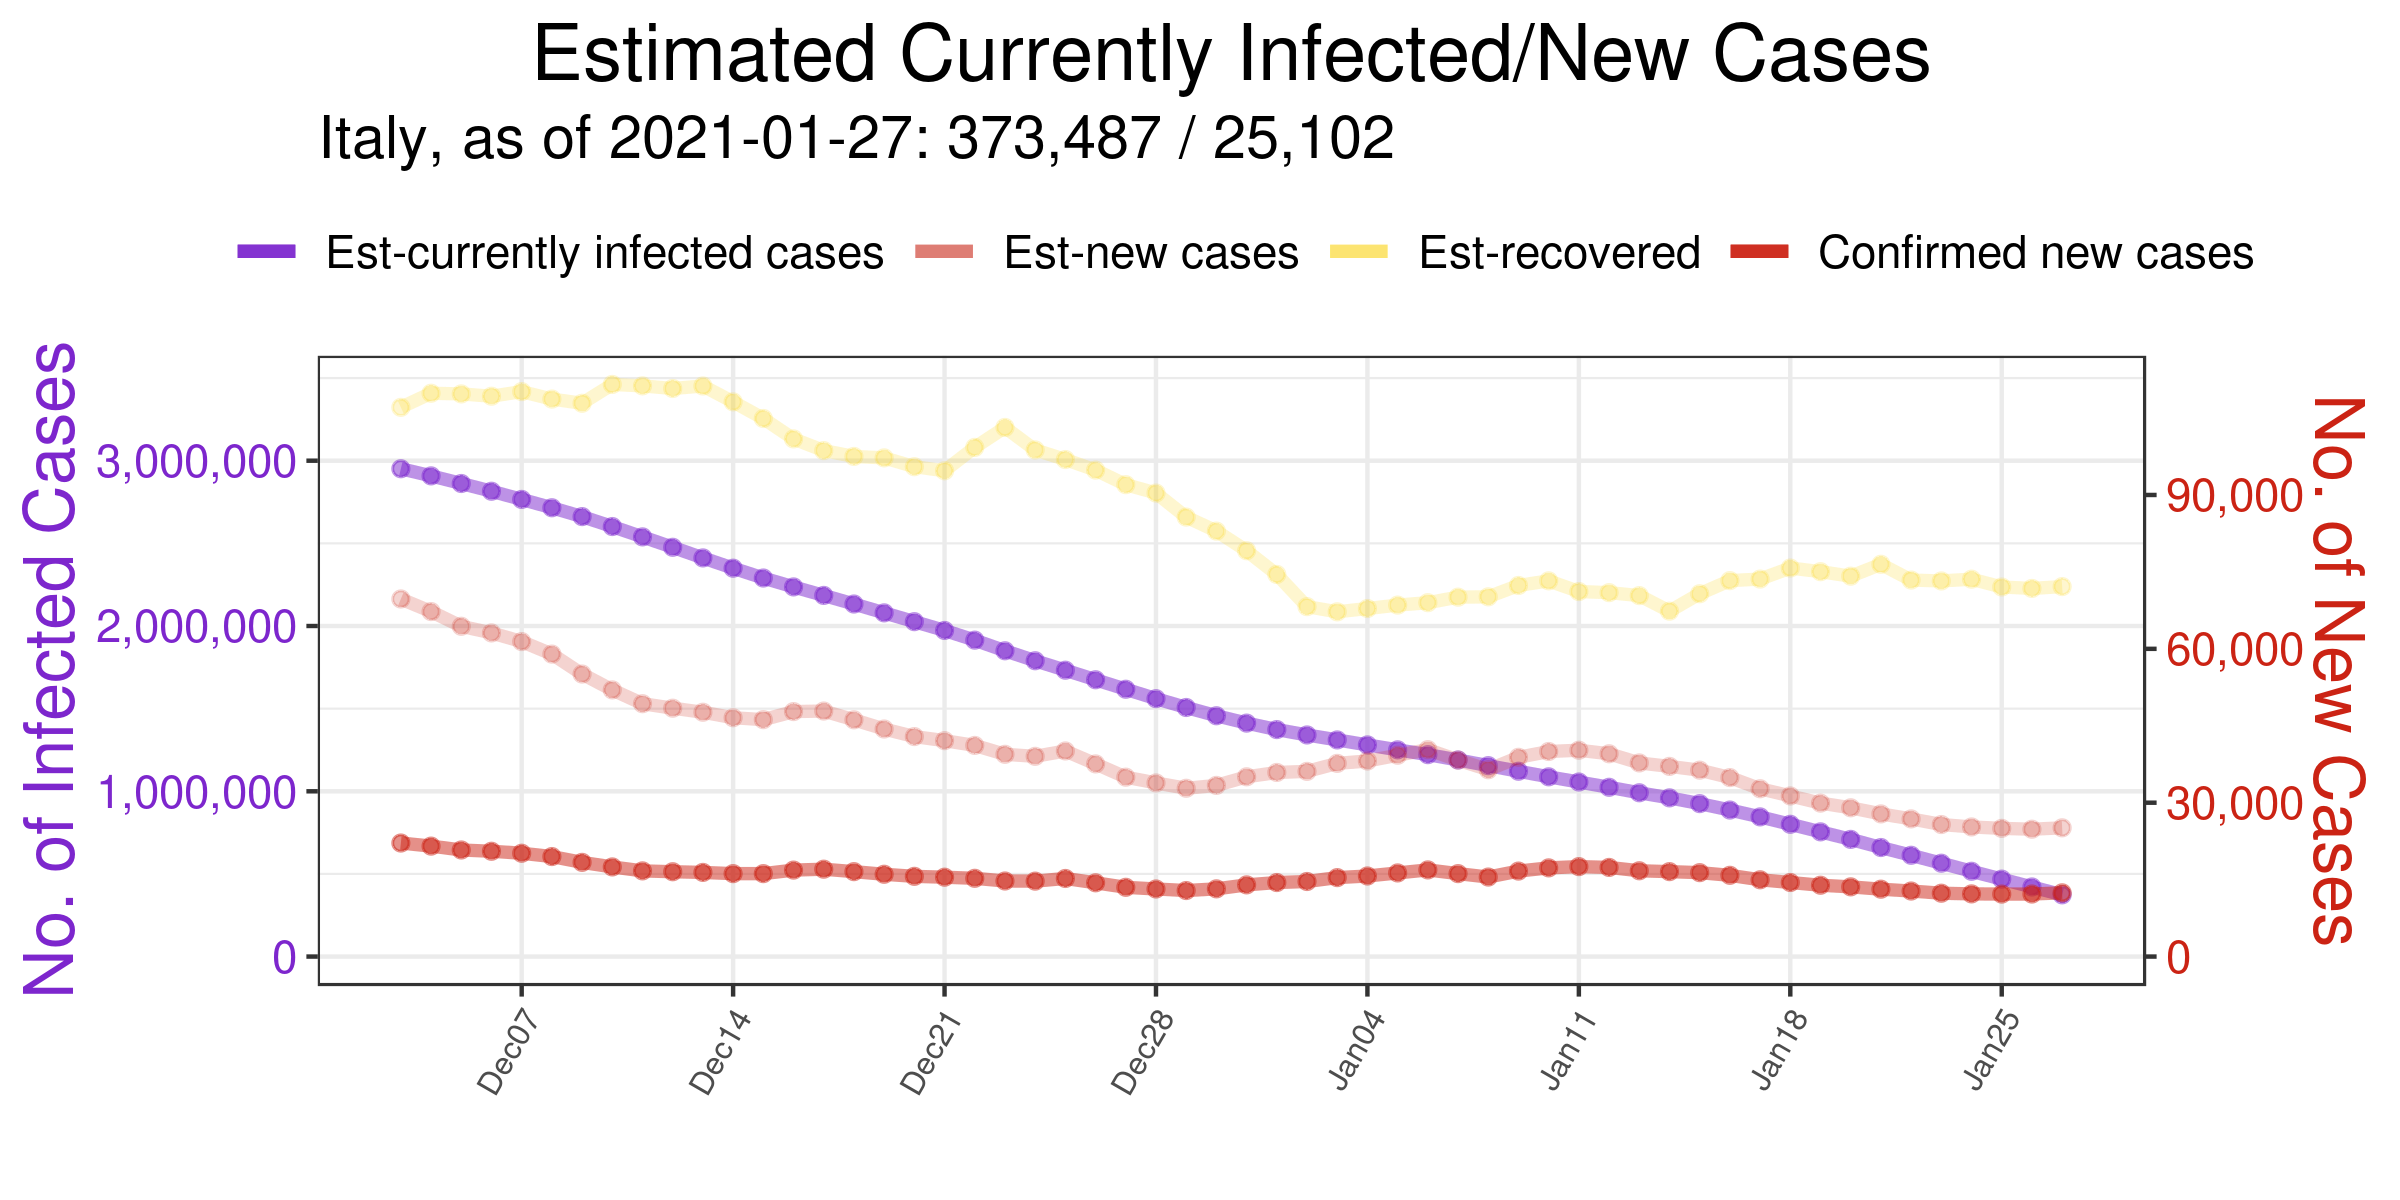 Estimated Currently Infected/New Cases
Italy, as of 2021-01-27: 373,487 / 25,102
Est-currently infected cases Est-new cases Est-recovered Confirmed new cases
No. of Infected Cases
3,000,000
2,000,000
1,000,000
0
90,000
60,000
30,000
0
No. of New Cases
Dec07 Dec14 Dec21 Dec28 Jan04 Jan11 Jan18 Jan25